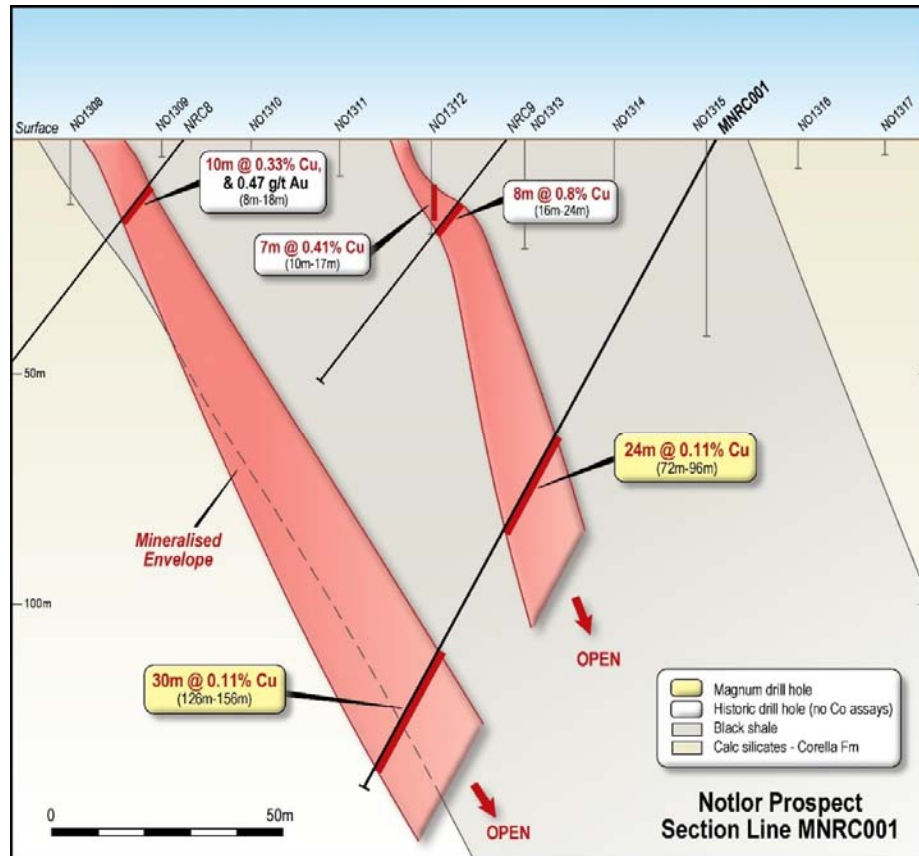 NO1308
NO1309
NRC8
NO1310
NO1311
NO1312
NRC9
NO1313
NO1314
NO1315
MNRC001
NO1316
NO1317
Surface
10m @ 0.33% Cu,
& 0.47 g/t Au
(8m-18m)
8m @ 0.8% Cu
(16m-24m)
7m @ 0.41% Cu
(10m-17m)
50m
24m @ 0.11% Cu
(72m-96m)
Mineralised
Envelope
100m
OPEN
30m @ 0.11% Cu
(126m-156m)
Magnum drill hole
Historic drill hole (no Co assays)
Black shale
Calc silicates - Corella Fm
0
50m
OPEN
Notlor Prospect
Section Line MNRC001